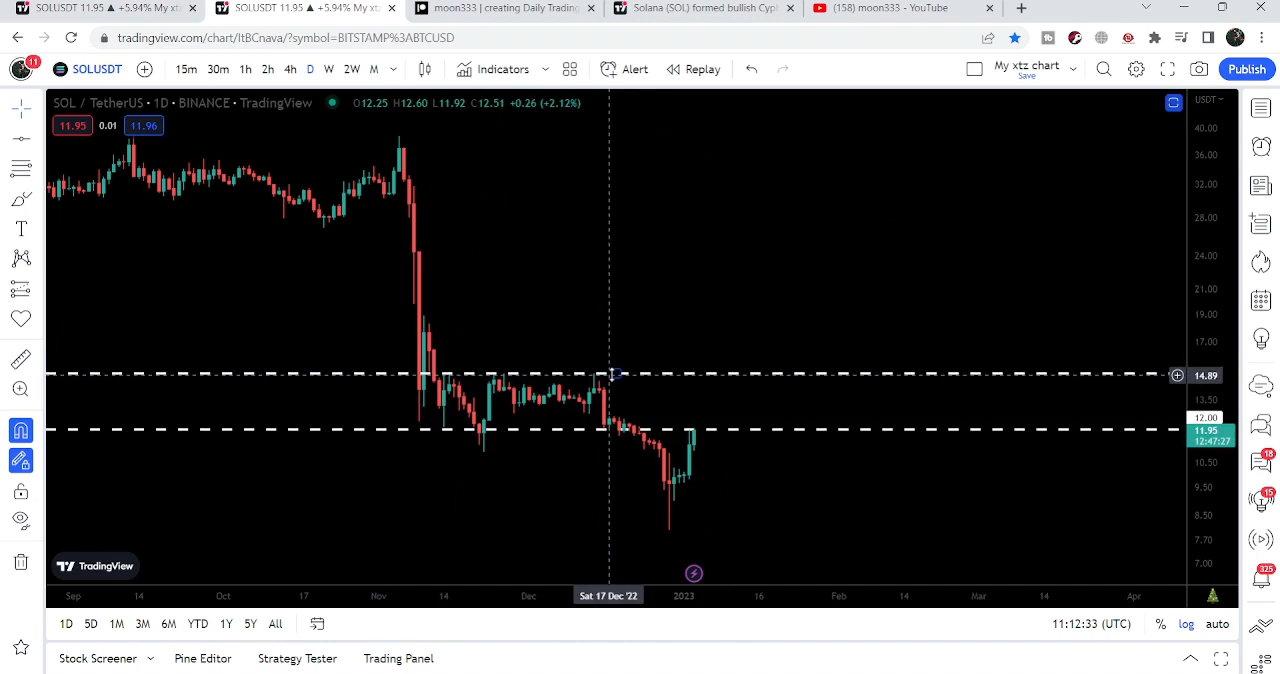 SOLUSDT 11.95 ▲ +5.94% My xt
SOLUSDT 11.95 ▲ +5.94% My xt
moon333 | creating Daily Trading
Solana (SOL) formed bullish Cyph
(158) moon333 - YouTube
tradingview.com/chart/ItBCnava/?symbol=BITSTAMP%3ABTCUSD
11
SOLUSDT
15m 30m 1h 2h 4h D W 2W M
Indicators
Alert
Replay
My xtz chart
Save
Publish
SOL / TetherUS · 1D · BINANCE · TradingView
O12.25 H12.60 L11.92 C12.51 +0.26 (+2.12%)
USDT
11.95 0.01 11.96
40.00
36.00
32.00
28.00
24.00
21.00
19.00
17.00
14.89
13.50
12.00
11.95
12:47:27
10.50
9.50
8.50
7.70
7.00
18
15
325
TradingView
Sep 14 Oct 17 Nov 14 Dec Sat 17 Dec '22 2023 16 Feb 14 Mar 14 Apr
1D 5D 1M 3M 6M YTD 1Y 5Y All
11:12:33 (UTC) % log auto
Stock Screener Pine Editor Strategy Tester Trading Panel